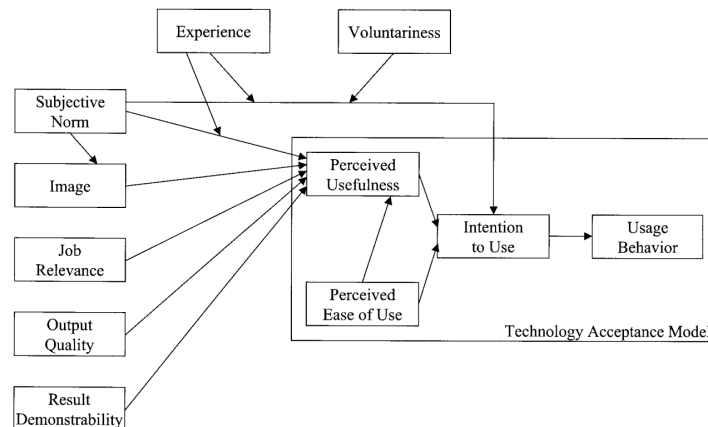 Experience
Voluntariness
Subjective
Norm
Image
Perceived
Usefulness
Intention
to Use
Usage
Behavior
Job
Relevance
Perceived
Ease of Use
Output
Quality
Technology Acceptance Model
Result
Demonstrability